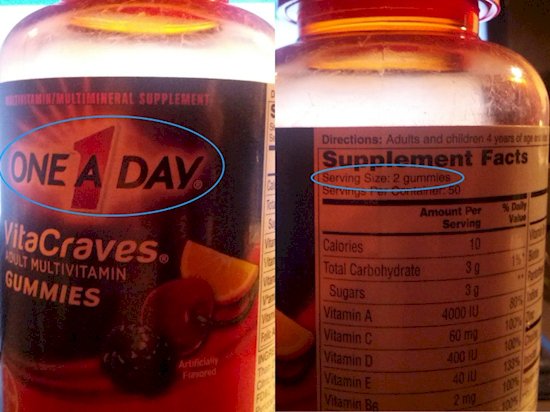 MULTIVITAMIN/MULTIMINERAL SUPPLEMENT
ONE A DAY®
1
VitaCraves®
ADULT MULTIVITAMIN
GUMMIES
Artificially
Flavored
Directions: Adults and children 4 years of age and
Supplement Facts
Serving Size: 2 gummies
Servings Per Container: 50
Amount Per
Serving
% Daily
Value
Calories 10
Total Carbohydrate 3 g 1%*
Sugars 3 g **
Vitamin A 4000 IU 80%
Vitamin C 60 mg 100%
Vitamin D 400 IU 100%
Vitamin E 40 IU 133%
Vitamin B6 2 mg 100%